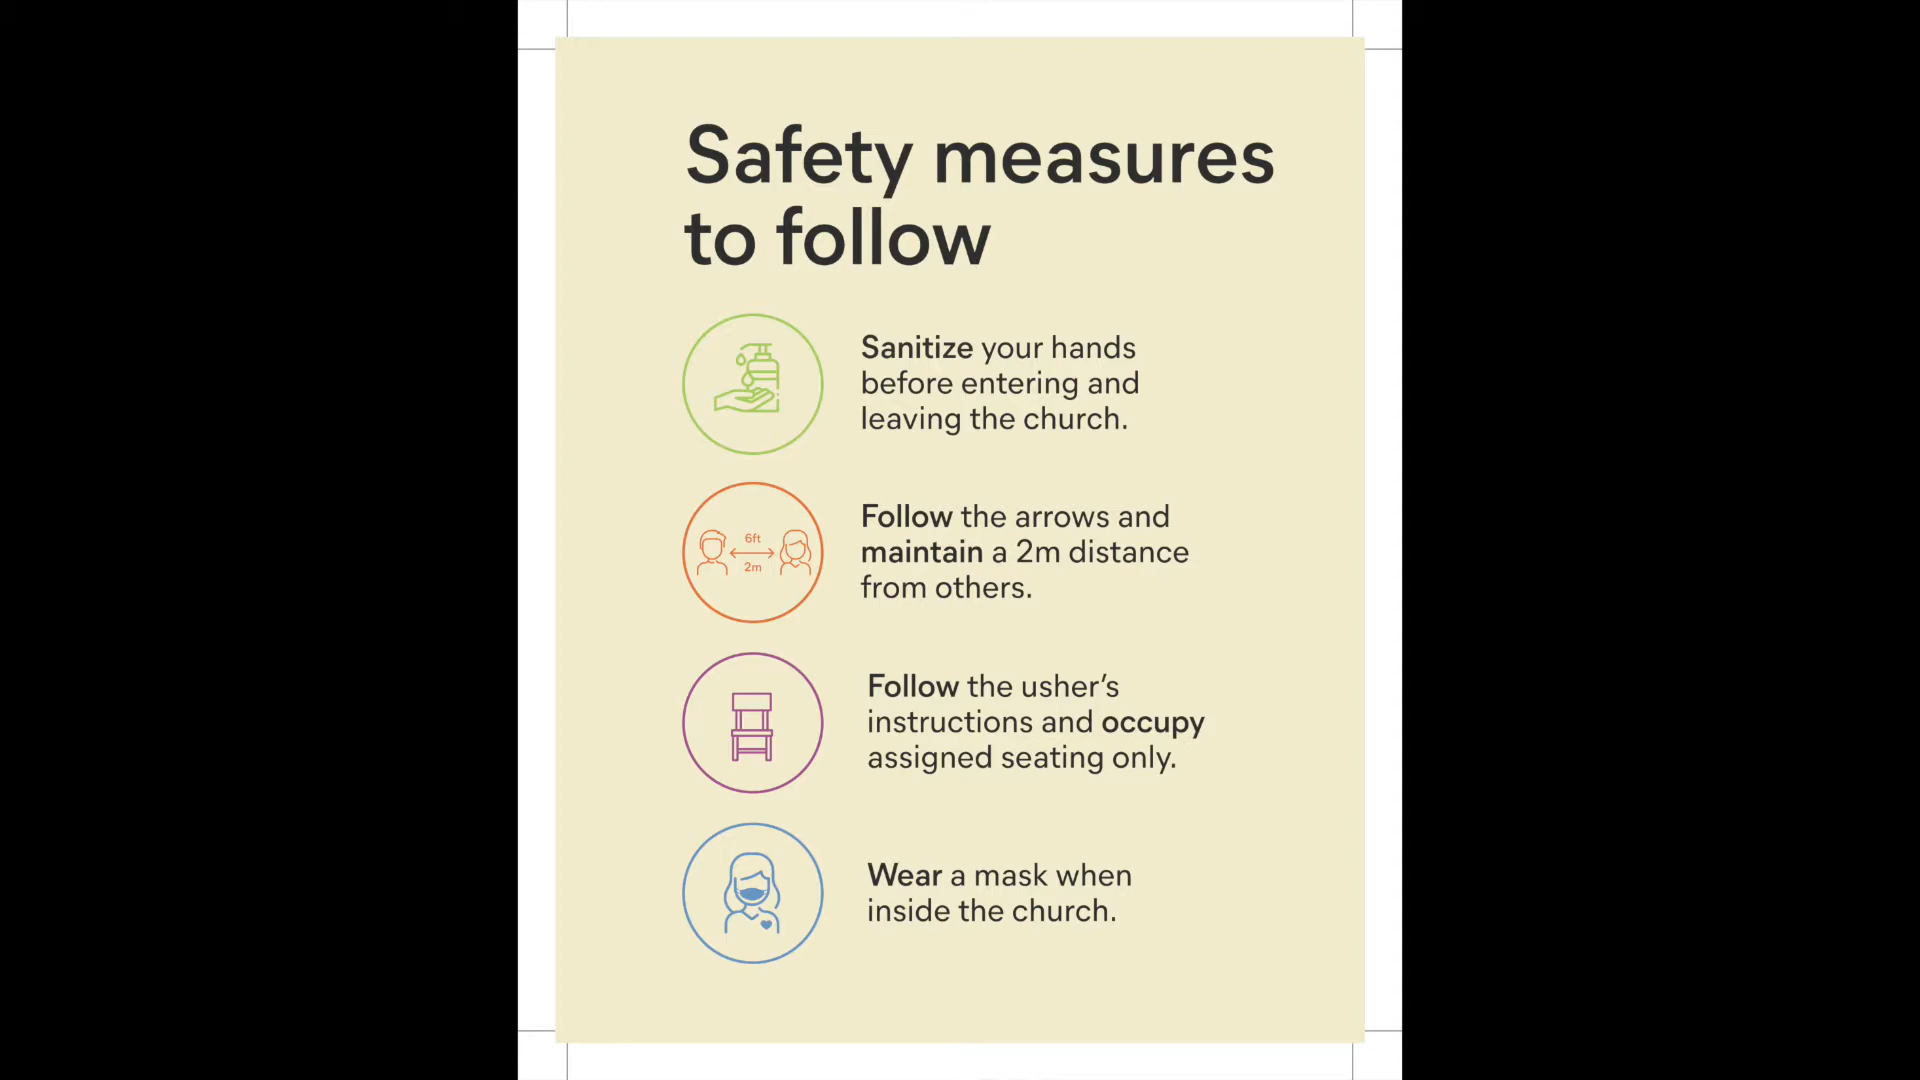 Safety measures
to follow
Sanitize your hands
before entering and
leaving the church.
6ft
2m
Follow the arrows and
maintain a 2m distance
from others.
Follow the usher’s
instructions and occupy
assigned seating only.
Wear a mask when
inside the church.